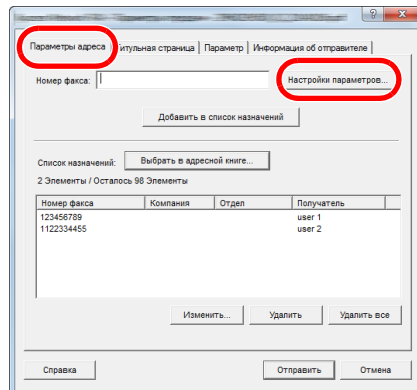 Параметры адреса Титульная страница Параметр Информация об отправителе
Номер факса: Настройки параметров...
Добавить в список назначений
Список назначений: Выбрать в адресной книге...
2 Элементы / Осталось 98 Элементы
Номер факса Компания Отдел Получатель
123456789 user 1
1122334455 user 2
Изменить... Удалить Удалить все
Справка Отправить Отмена